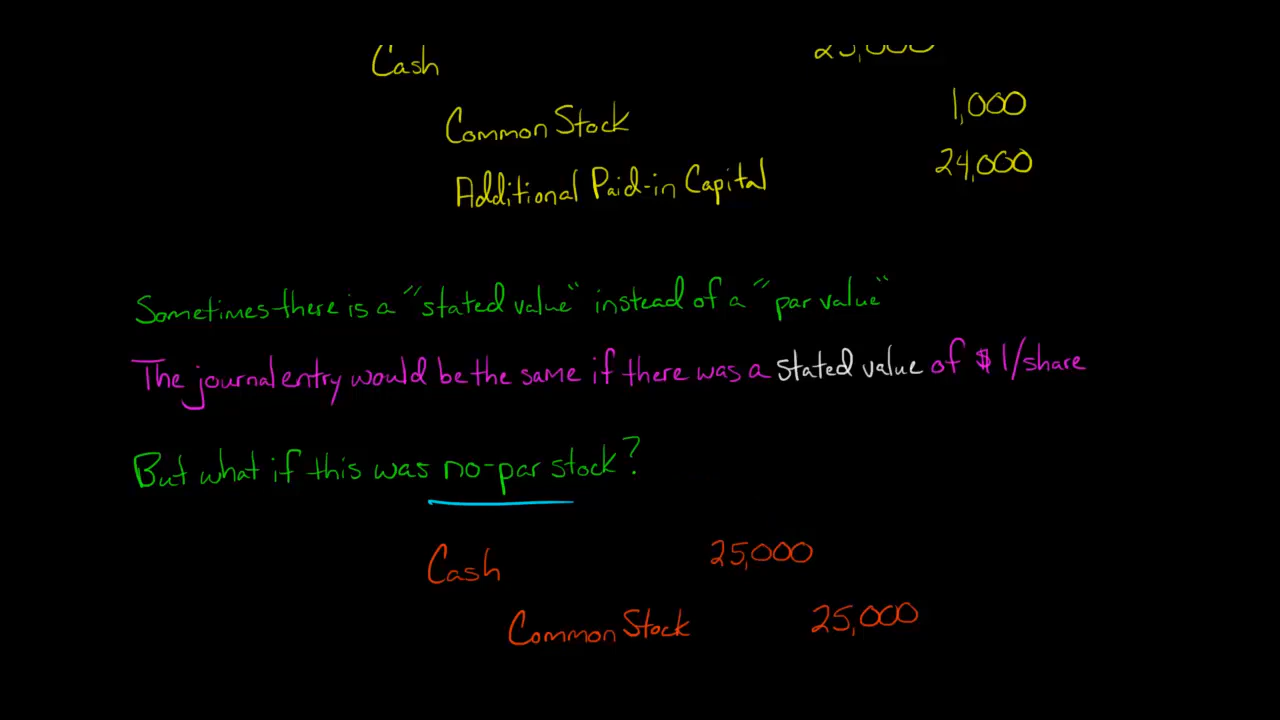 Cash
Common Stock 1,000
Additional Paid-in Capital 24,000
Sometimes there is a "stated value" instead of a "par value"
The journal entry would be the same if there was a stated value of $1/share
But what if this was no-par stock?
Cash 25,000
Common Stock 25,000